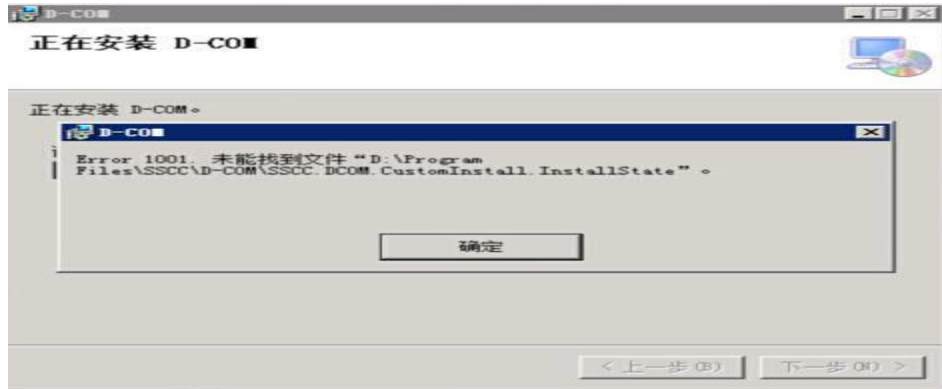 D-COM
正在安装 D-COM
正在安装 D-COM。
D-COM
Error 1001. 未能找到文件“D:\Program
Files\SSCC\D-COM\SSCC.DCOM.CustomInstall.InstallState”。
确定
< 上一步(B)
下一步(N) >